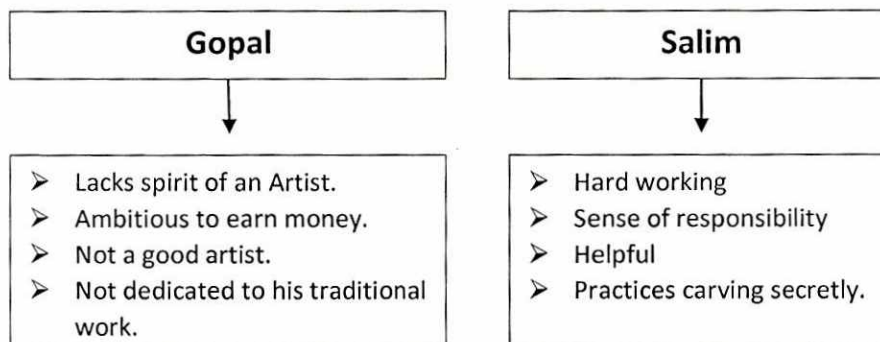 Gopal
Salim
➤ Lacks spirit of an Artist.
➤ Ambitious to earn money.
➤ Not a good artist.
➤ Not dedicated to his traditional
work.
➤ Hard working
➤ Sense of responsibility
➤ Helpful
➤ Practices carving secretly.